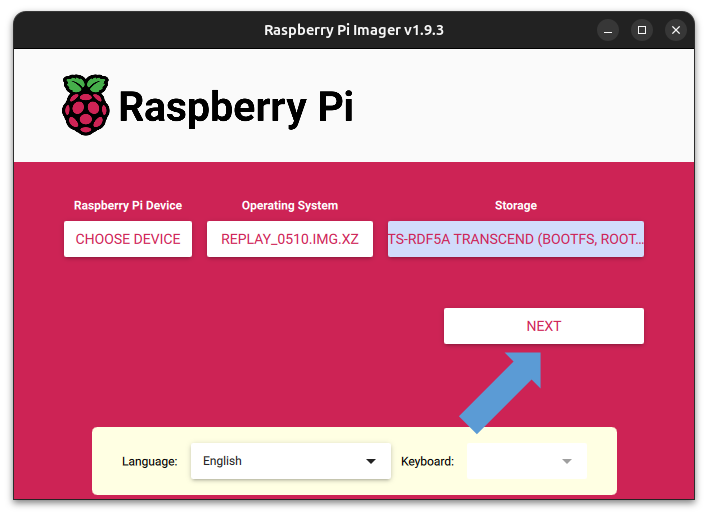 Raspberry Pi Imager v1.9.3
Raspberry Pi
Raspberry Pi Device
Operating System
Storage
CHOOSE DEVICE
REPLAY_0510.IMG.XZ
TS-RDF5A TRANSCEND (BOOTFS, ROOT...
NEXT
Language:
English
Keyboard: